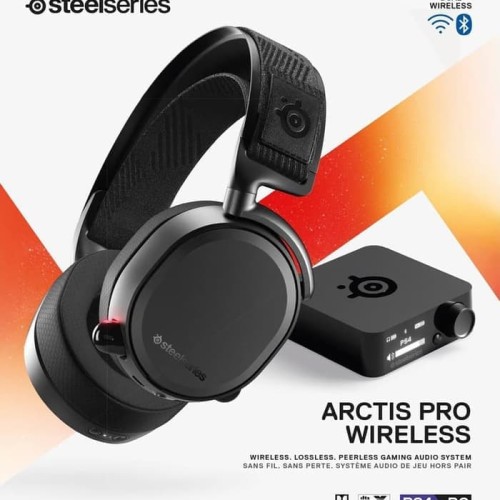 steelseries
WIRELESS
steelseries
PS4
ARCTIS PRO
WIRELESS
WIRELESS. LOSSLESS. PEERLESS GAMING AUDIO SYSTEM
SANS FIL. SANS PERTE. SYSTÈME AUDIO DE JEU HORS PAIR